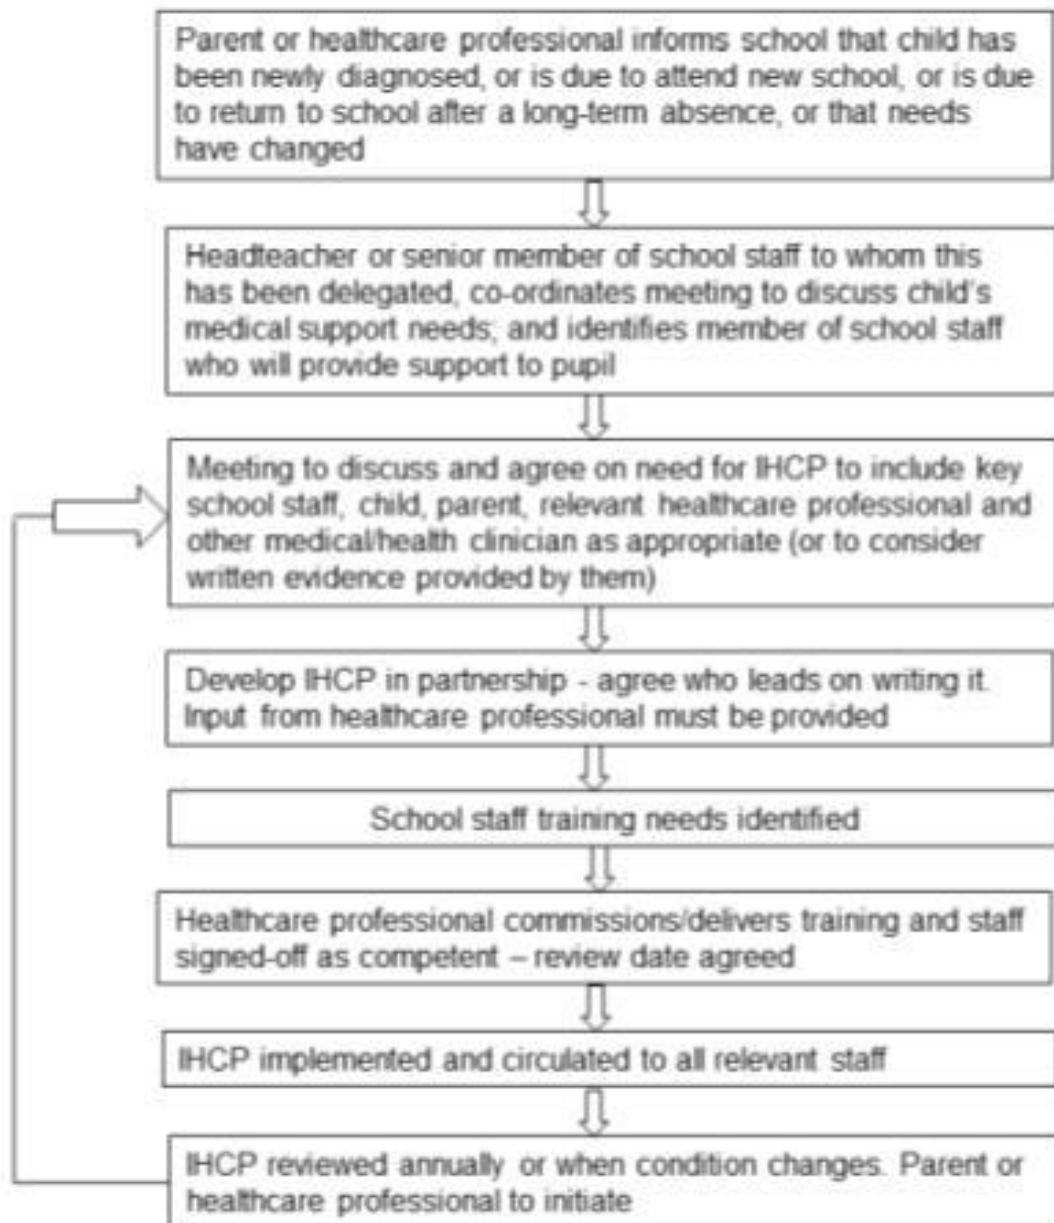 Parent or healthcare professional informs school that child has
been newly diagnosed, or is due to attend new school, or is due
to return to school after a long-term absence, or that needs
have changed
Headteacher or senior member of school staff to whom this
has been delegated, co-ordinates meeting to discuss child's
medical support needs; and identifies member of school staff
who will provide support to pupil
Meeting to discuss and agree on need for IHCP to include key
school staff, child, parent, relevant healthcare professional and
other medical/health clinician as appropriate (or to consider
written evidence provided by them)
Develop IHCP in partnership - agree who leads on writing it.
Input from healthcare professional must be provided
School staff training needs identified
Healthcare professional commissions/delivers training and staff
signed-off as competent – review date agreed
IHCP implemented and circulated to all relevant staff
IHCP reviewed annually or when condition changes. Parent or
healthcare professional to initiate